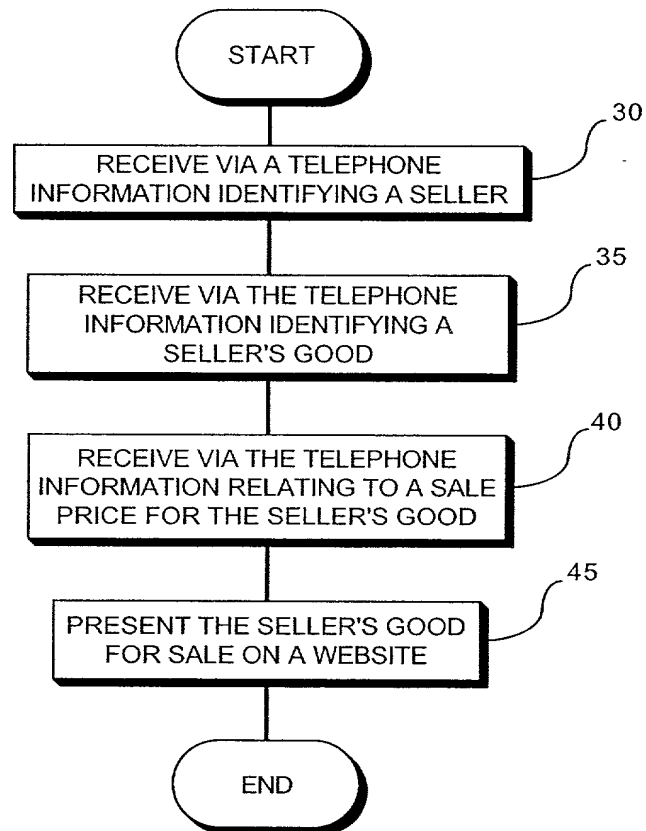 START
30
RECEIVE VIA A TELEPHONE
INFORMATION IDENTIFYING A SELLER
35
RECEIVE VIA THE TELEPHONE
INFORMATION IDENTIFYING A
SELLER'S GOOD
40
RECEIVE VIA THE TELEPHONE
INFORMATION RELATING TO A SALE
PRICE FOR THE SELLER'S GOOD
45
PRESENT THE SELLER'S GOOD
FOR SALE ON A WEBSITE
END